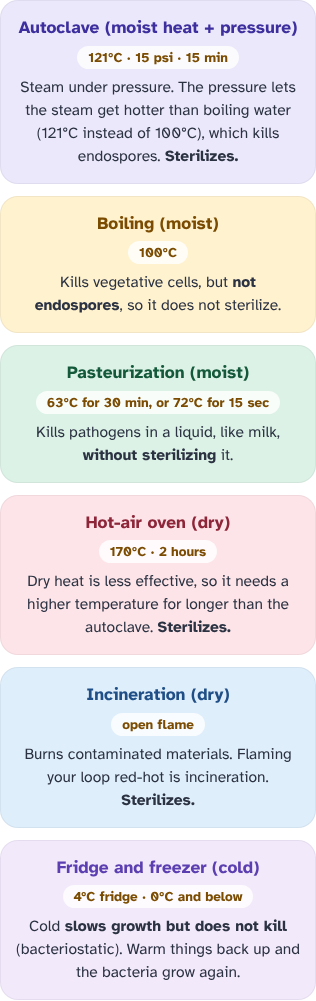 Autoclave (moist heat + pressure)
121°C · 15 psi · 15 min
Steam under pressure. The pressure lets
the steam get hotter than boiling water
(121°C instead of 100°C), which kills
endospores. Sterilizes.
Boiling (moist)
100°C
Kills vegetative cells, but not
endospores, so it does not sterilize.
Pasteurization (moist)
63°C for 30 min, or 72°C for 15 sec
Kills pathogens in a liquid, like milk,
without sterilizing it.
Hot-air oven (dry)
170°C · 2 hours
Dry heat is less effective, so it needs a
higher temperature for longer than the
autoclave. Sterilizes.
Incineration (dry)
open flame
Burns contaminated materials. Flaming
your loop red-hot is incineration.
Sterilizes.
Fridge and freezer (cold)
4°C fridge · 0°C and below
Cold slows growth but does not kill
(bacteriostatic). Warm things back up and
the bacteria grow again.